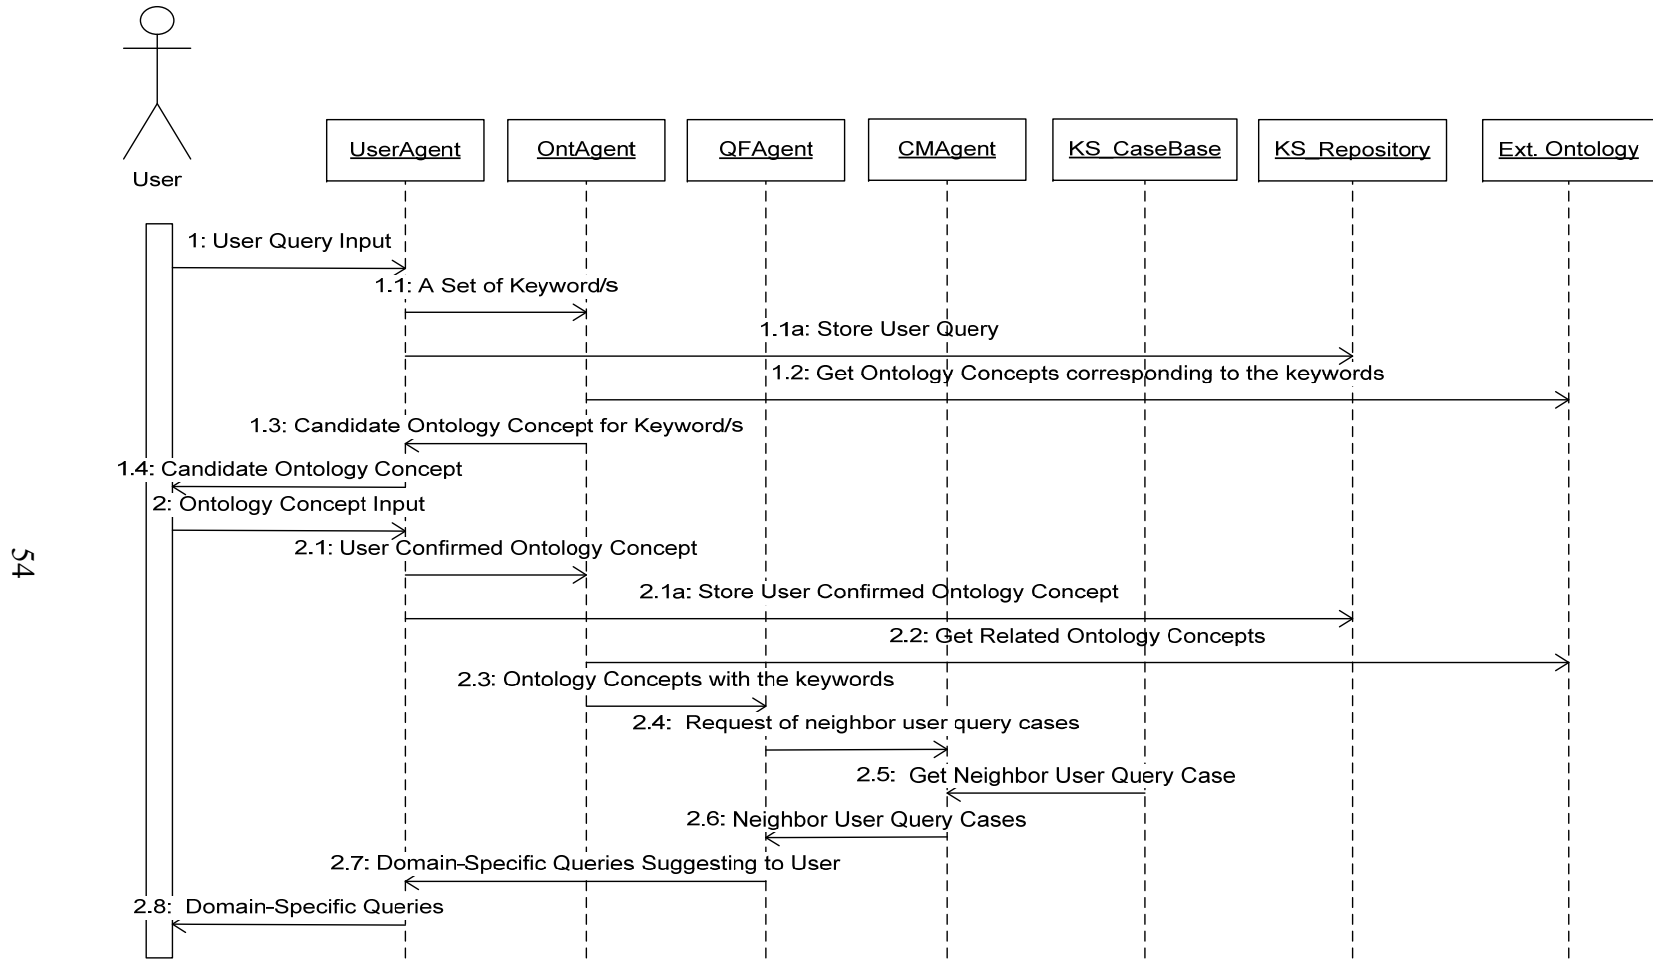 User
UserAgent
OntAgent
QFAgent
CMAgent
KS_CaseBase
KS_Repository
Ext. Ontology
1: User Query Input
1.1: A Set of Keyword/s
1.1a: Store User Query
1.2: Get Ontology Concepts corresponding to the keywords
1.3: Candidate Ontology Concept for Keyword/s
1.4: Candidate Ontology Concept
2: Ontology Concept Input
2.1: User Confirmed Ontology Concept
2.1a: Store User Confirmed Ontology Concept
2.2: Get Related Ontology Concepts
2.3: Ontology Concepts with the keywords
2.4: Request of neighbor user query cases
2.5: Get Neighbor User Query Case
2.6: Neighbor User Query Cases
2.7: Domain-Specific Queries Suggesting to User
2.8: Domain-Specific Queries
54